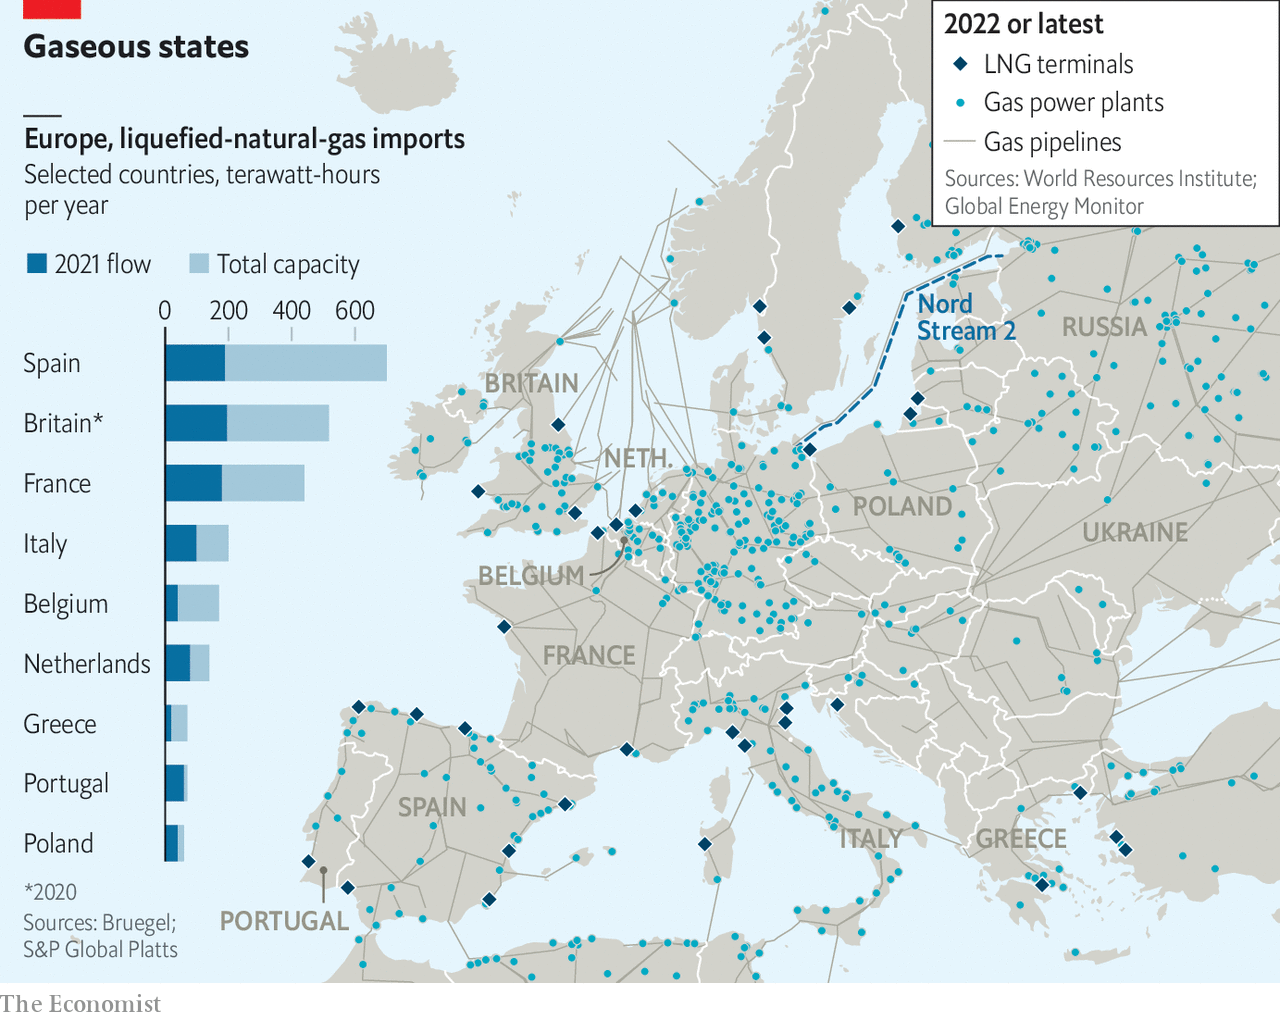 Gaseous states
Europe, liquefied-natural-gas imports
Selected countries, terawatt-hours
per year
2021 flow
Total capacity
0 200 400 600
Spain
Britain*
France
Italy
Belgium
Netherlands
Greece
Portugal
Poland
*2020
Sources: Bruegel;
S&P Global Platts
2022 or latest
LNG terminals
Gas power plants
Gas pipelines
Sources: World Resources Institute;
Global Energy Monitor
Nord
Stream 2
RUSSIA
BRITAIN
NETH.
POLAND
UKRAINE
BELGIUM
FRANCE
SPAIN
ITALY
GREECE
PORTUGAL
The Economist